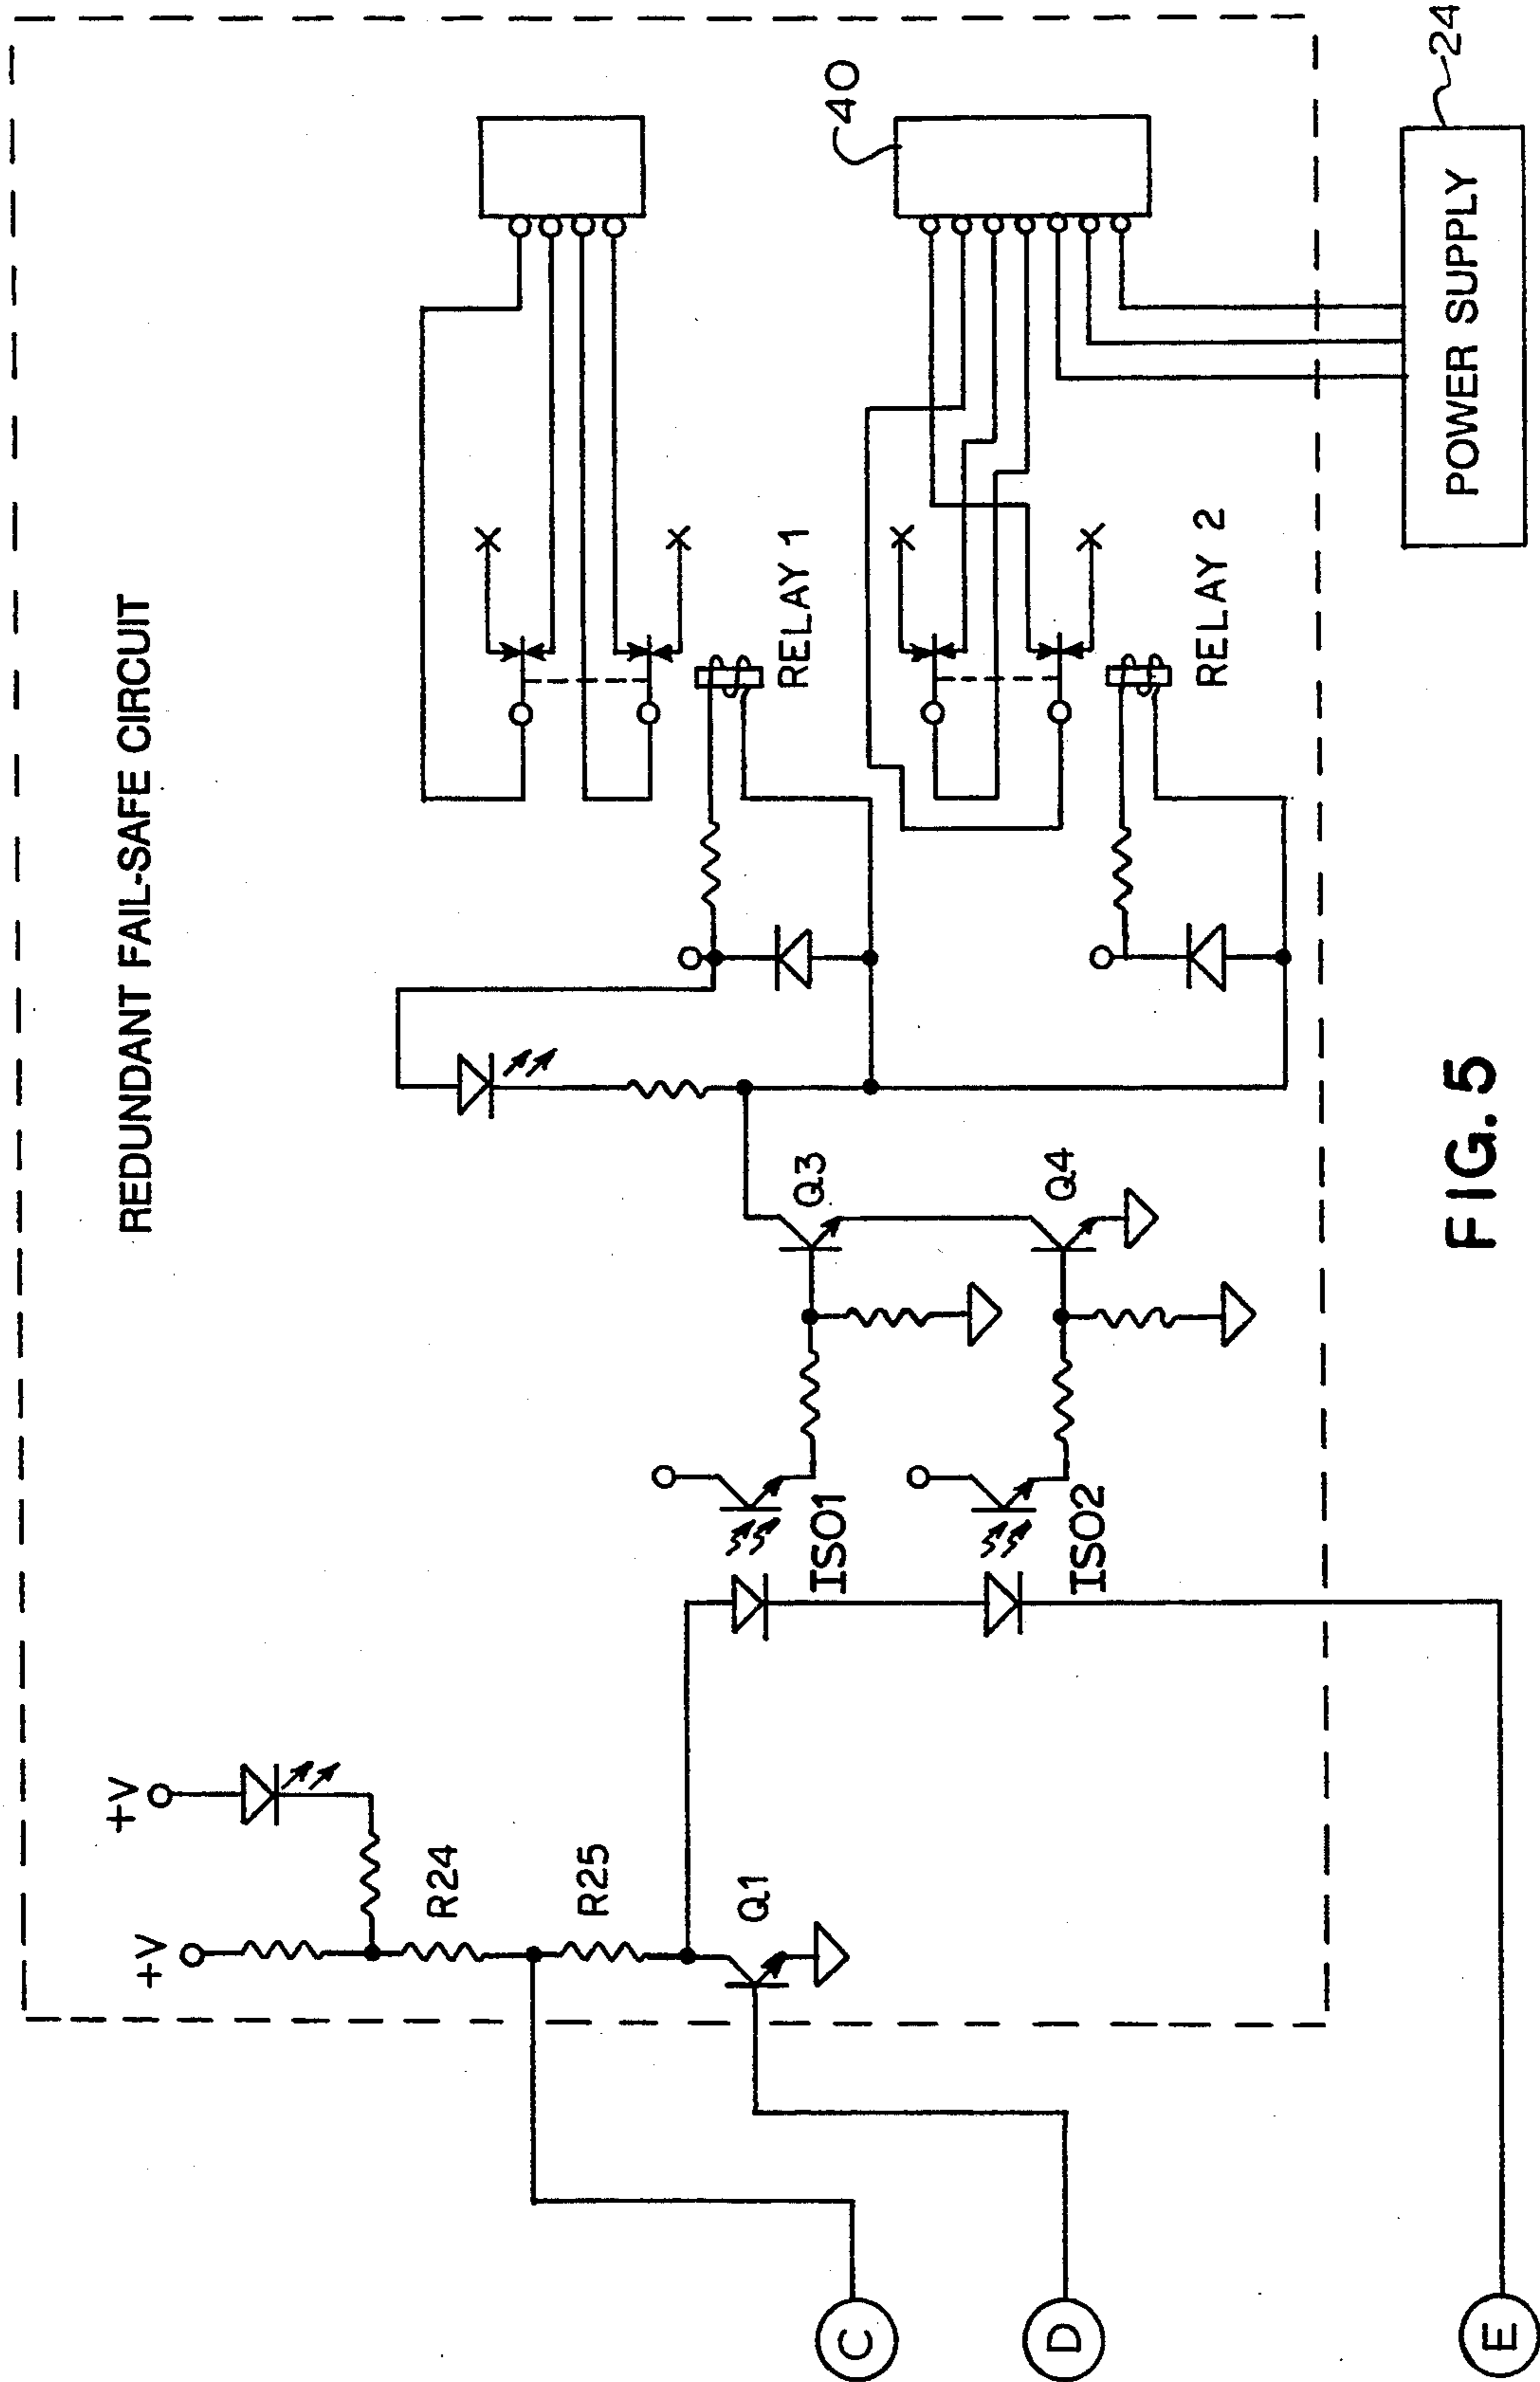 REDUNDANT FAIL-SAFE CIRCUIT
+V
+V
R24
R25
Q1
ISO1
ISO2
Q3
Q4
RELAY 1
RELAY 2
40
POWER SUPPLY
24
C
D
E
FIG. 5